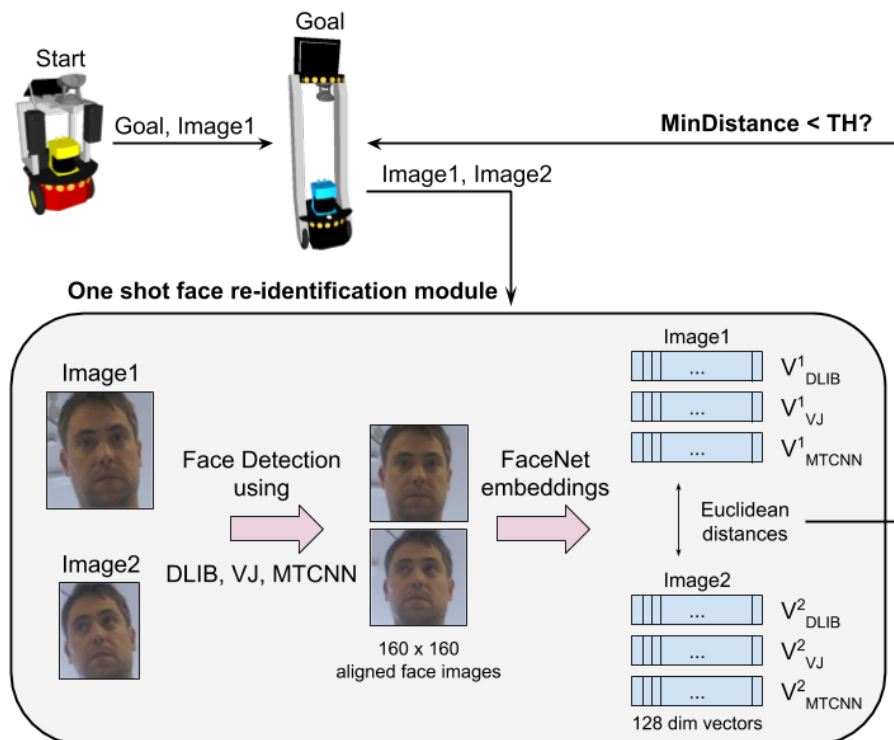 Goal
Start
Goal, Image1
MinDistance < TH?
Image1, Image2
One shot face re-identification module
Image1
Image1
... V¹DLIB
... V¹VJ
... V¹MTCNN
Face Detection
using
FaceNet
embeddings
Euclidean
distances
Image2
DLIB, VJ, MTCNN
Image2
160 x 160
aligned face images
... V²DLIB
... V²VJ
... V²MTCNN
128 dim vectors